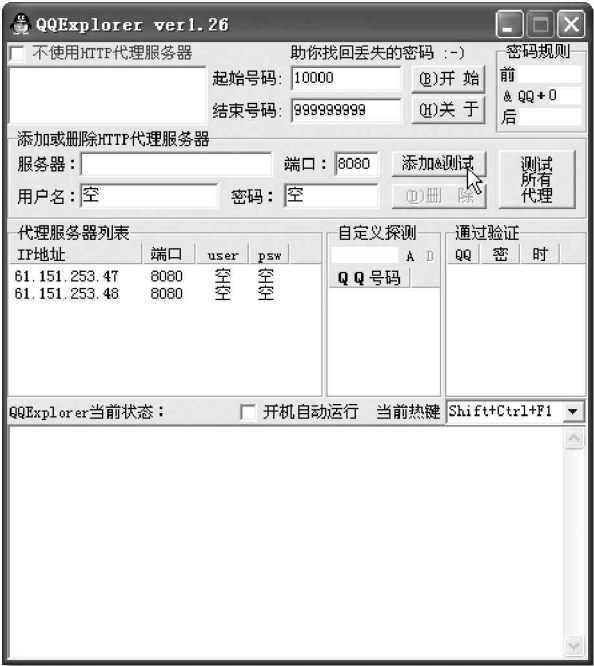 QQExplorer ver1.26
不使用HTTP代理服务器
助你找回丢失的密码 :-)
起始号码: 10000
(B)开 始
结束号码: 999999999
(H)关 于
密码规则
前
& QQ+0
后
添加或删除HTTP代理服务器
服务器: 端口: 8080 添加&测试
用户名: 空 密码: 空 (D)删 除
测试
所有
代理
代理服务器列表
IP地址 端口 user psw
61.151.253.47 8080 空 空
61.151.253.48 8080 空 空
自定义探测
A D
QQ号码
通过验证
QQ 密 时
QQExplorer当前状态: 开机自动运行 当前热键 Shift+Ctrl+F1